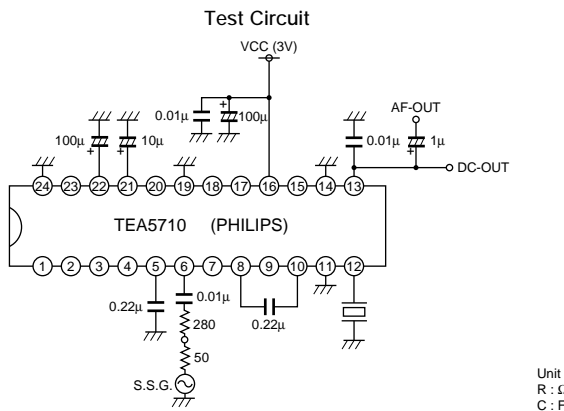 Test Circuit
VCC (3V)
0.01µ
100µ
AF-OUT
100µ
10µ
0.01µ
1µ
DC-OUT
24 23 22 21 20 19 18 17 16 15 14 13
TEA5710 (PHILIPS)
1 2 3 4 5 6 7 8 9 10 11 12
0.22µ
0.01µ
280
0.22µ
50
S.S.G.
Unit
R : Ω
C : F